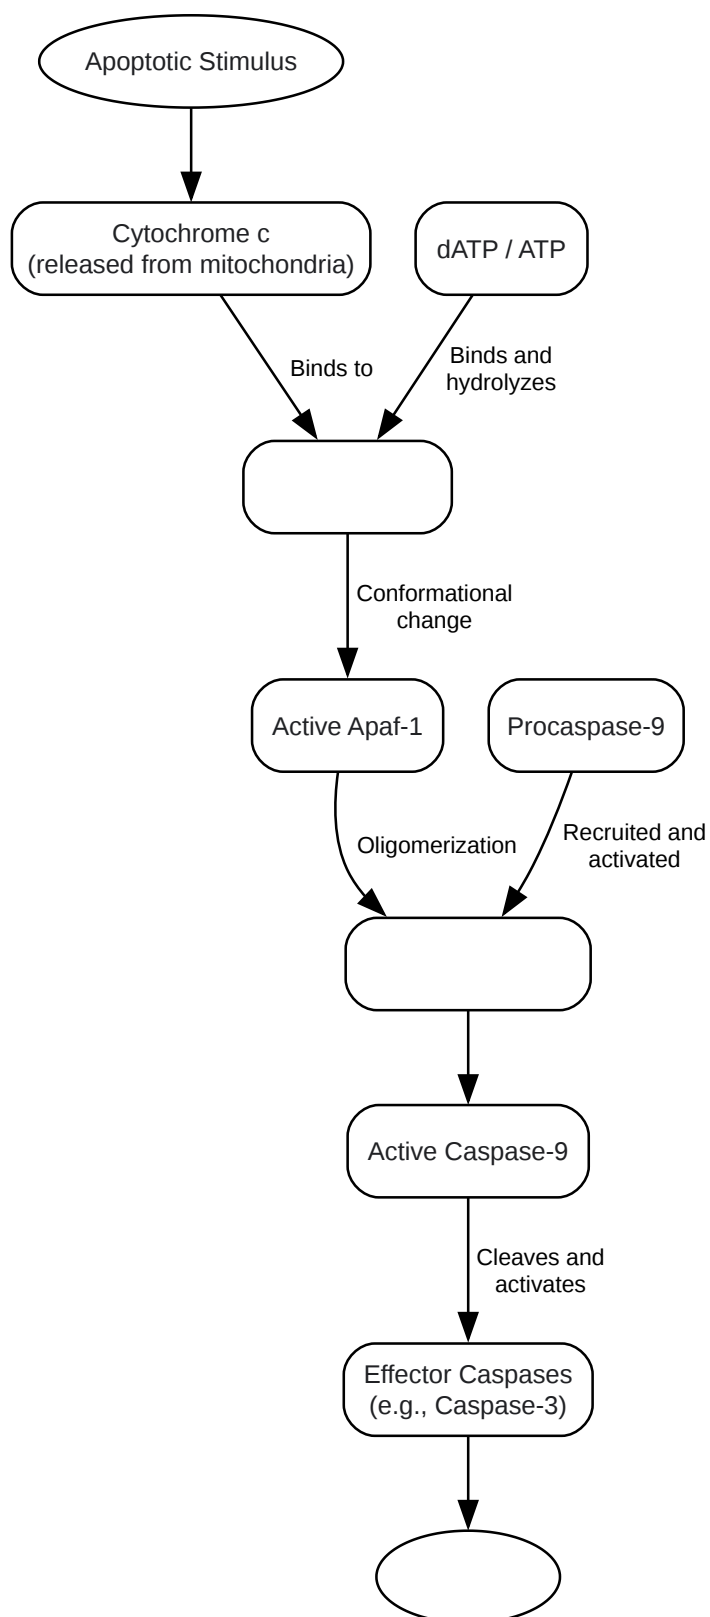 Apoptotic Stimulus
Cytochrome c
(released from mitochondria)
dATP / ATP
Binds to
Binds and
hydrolyzes
Conformational
change
Active Apaf-1
Procaspase-9
Oligomerization
Recruited and
activated
Active Caspase-9
Cleaves and
activates
Effector Caspases
(e.g., Caspase-3)